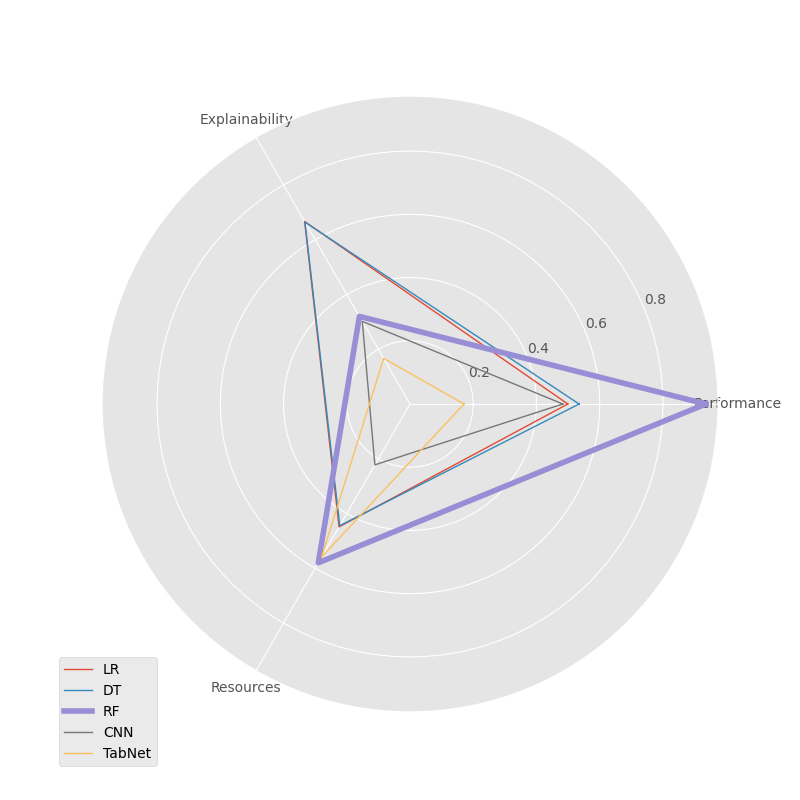 Explainability
0.8
0.6
0.4
0.2
Performance
Resources
LR
DT
RF
CNN
TabNet